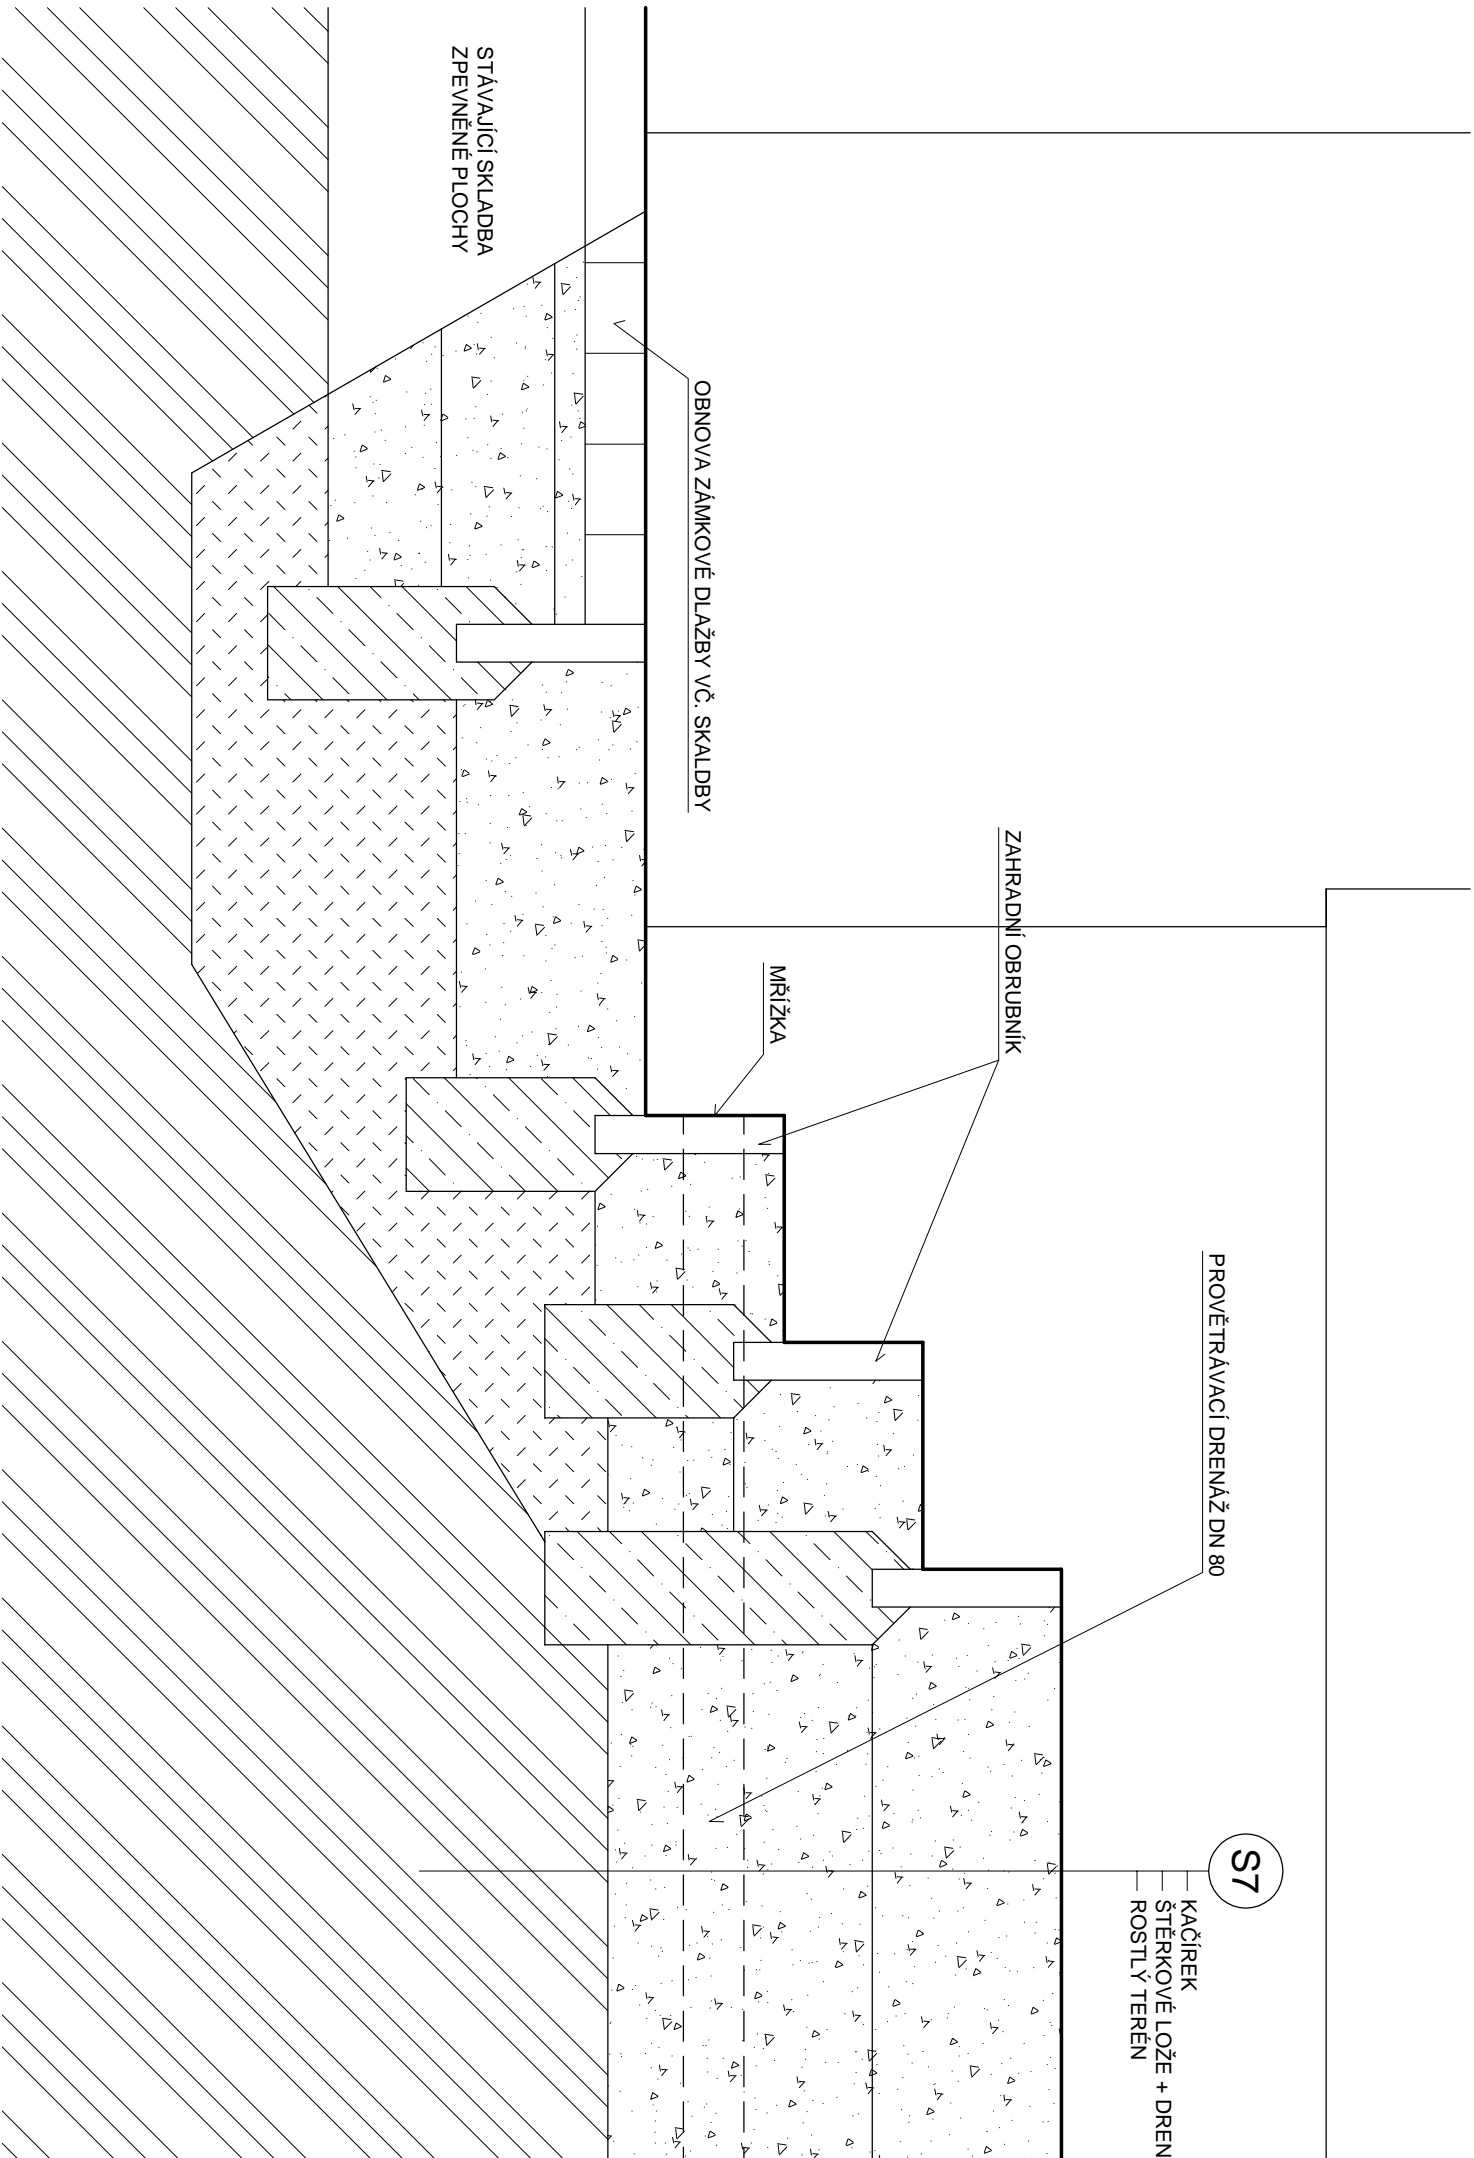 STÁVAJÍCÍ SKLADBA
ZPEVNĚNÉ PLOCHY
OBNOVA ZÁMKOVÉ DLAŽBY VČ. SKALDBY
ZAHRADNÍ OBRUBNÍK
MŘÍŽKA
PROVĚTRÁVACÍ DRENÁŽ DN 80
S7
KAČÍREK
ŠTĚRKOVÉ LOŽE + DREN
ROSTLÝ TERÉN